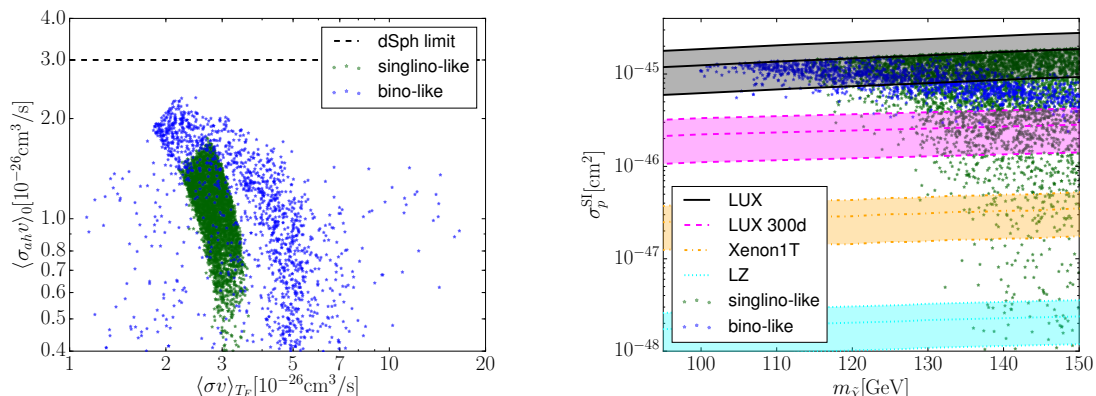 4.0
3.0
2.0
1.0
0.8
0.7
0.6
0.5
0.4
1 2 3 5 7 10 20
⟨σ_{ah} v⟩_0 [10^{-26} cm^3/s]
⟨σv⟩_{T_F} [10^{-26} cm^3/s]
dSph limit
singlino-like
bino-like
10^{-45}
10^{-46}
10^{-47}
10^{-48}
100 110 120 130 140 150
σ_p^{SI} [cm^2]
m_{χ̃} [GeV]
LUX
LUX 300d
Xenon1T
LZ
singlino-like
bino-like